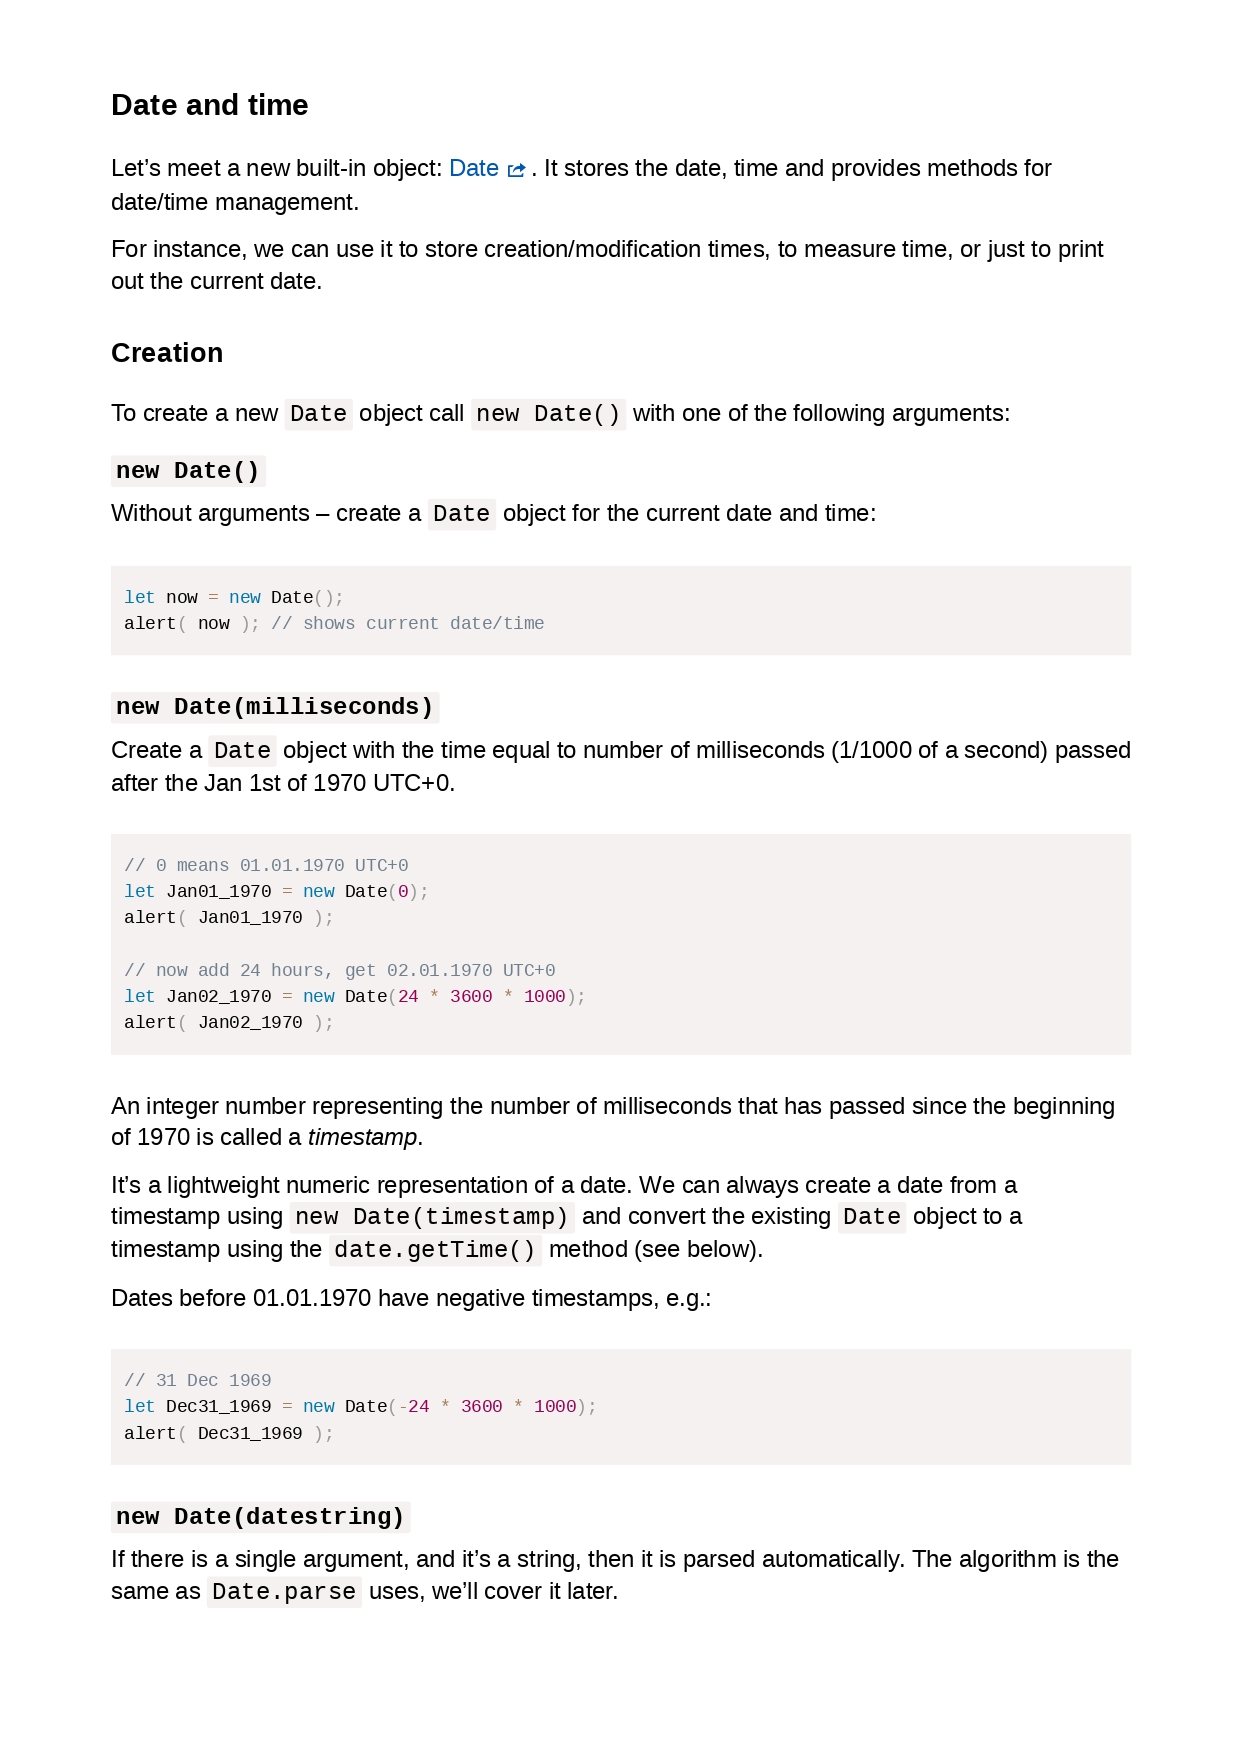 Date and time
Let’s meet a new built-in object: Date . It stores the date, time and provides methods for
date/time management.
For instance, we can use it to store creation/modification times, to measure time, or just to print
out the current date.
Creation
To create a new Date object call new Date() with one of the following arguments:
new Date()
Without arguments – create a Date object for the current date and time:
let now = new Date();
alert( now ); // shows current date/time
new Date(milliseconds)
Create a Date object with the time equal to number of milliseconds (1/1000 of a second) passed
after the Jan 1st of 1970 UTC+0.
// 0 means 01.01.1970 UTC+0
let Jan01_1970 = new Date(0);
alert( Jan01_1970 );
// now add 24 hours, get 02.01.1970 UTC+0
let Jan02_1970 = new Date(24 * 3600 * 1000);
alert( Jan02_1970 );
An integer number representing the number of milliseconds that has passed since the beginning
of 1970 is called a timestamp.
It’s a lightweight numeric representation of a date. We can always create a date from a
timestamp using new Date(timestamp) and convert the existing Date object to a
timestamp using the date.getTime() method (see below).
Dates before 01.01.1970 have negative timestamps, e.g.:
// 31 Dec 1969
let Dec31_1969 = new Date(-24 * 3600 * 1000);
alert( Dec31_1969 );
new Date(datestring)
If there is a single argument, and it’s a string, then it is parsed automatically. The algorithm is the
same as Date.parse uses, we’ll cover it later.